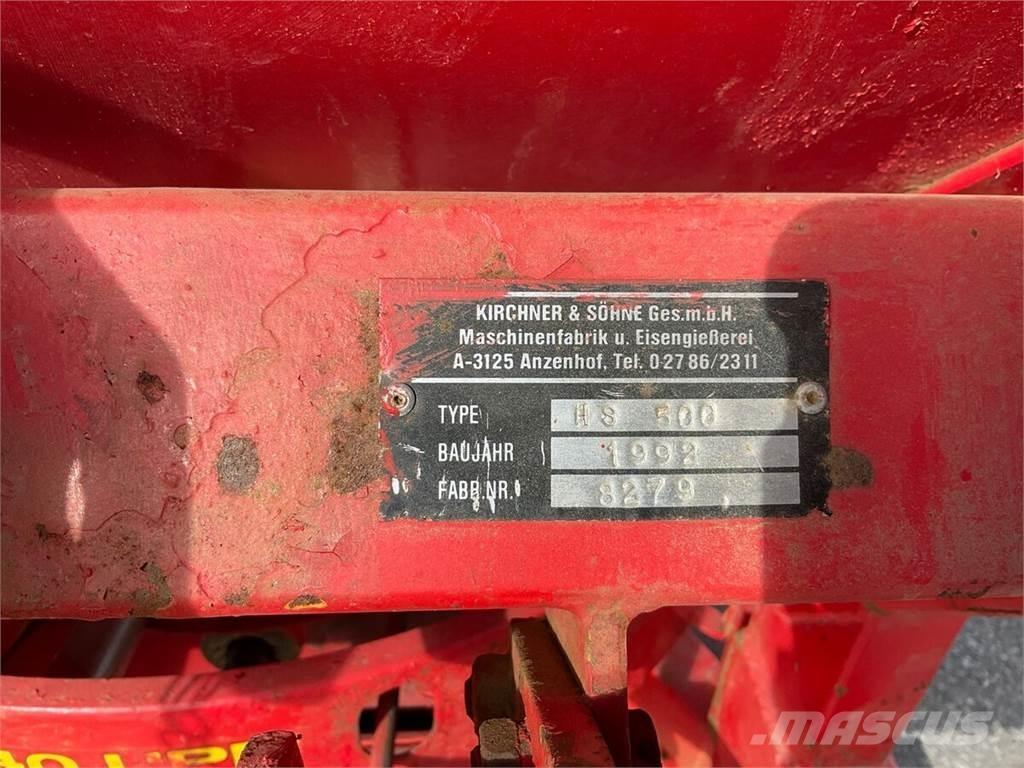 KIRCHNER & SÖHNE Ges.m.b.H.
Maschinenfabrik u. Eisengießerei
A-3125 Anzenhof, Tel. 0-27 86/23 11
TYPE HS 500
BAUJAHR 1992
FABR.NR. 8279
MASCUS